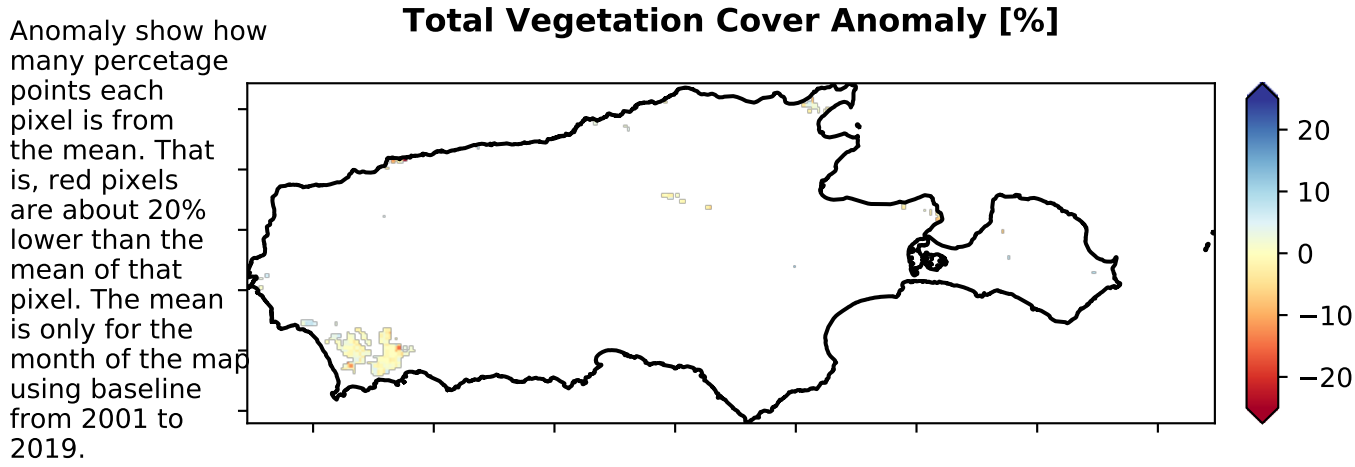 Total Vegetation Cover Anomaly [%]
Anomaly show how
many percetage
points each
pixel is from
the mean. That
is, red pixels
are about 20%
lower than the
mean of that
pixel. The mean
is only for the
month of the map
using baseline
from 2001 to
2019.
20
10
0
−10
−20